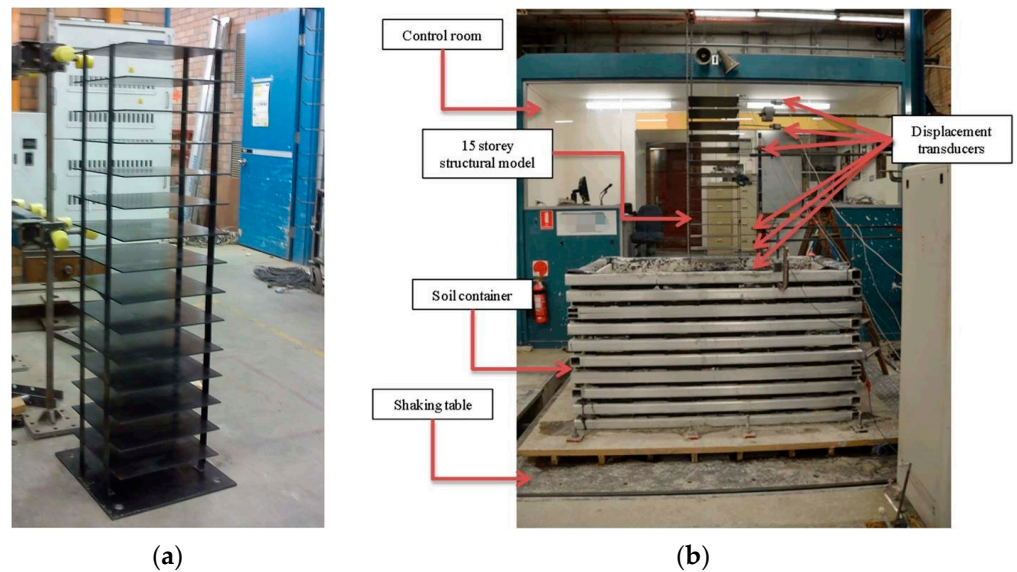 Control room
15 storey
structural model
Displacement
transducers
Soil container
Shaking table
(a)
(b)